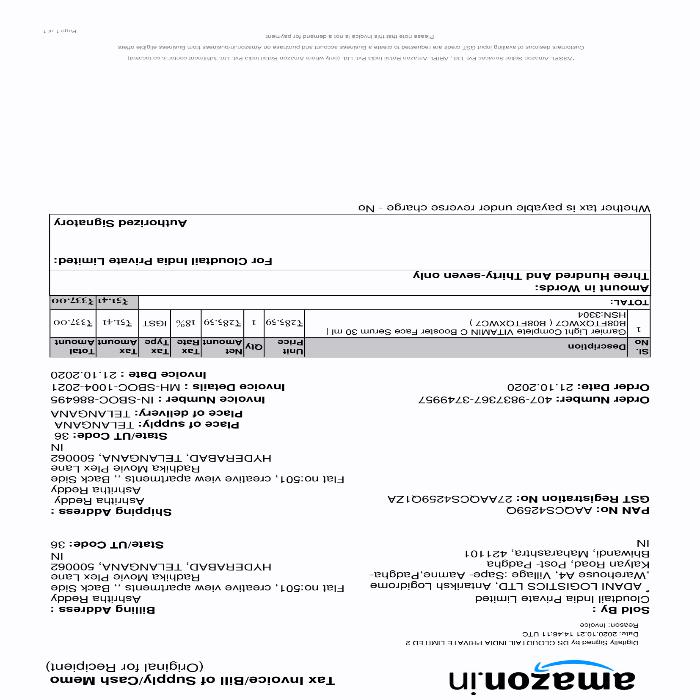 amazon.in
Tax Invoice/Bill of Supply/Cash Memo
(Original for Recipient)
Digitally Signed by DS CLOUDTAIL INDIA PRIVATE LIMITED 2
Date: 2020.10.21 14:46:11 UTC
Reason: Invoice
Sold By :
Cloudtail India Private Limited
* ADANI LOGISTICS LTD, Antariksh Logidrome
,Warehouse A4, Village :Sape- Aamne,Padgha-
Kalyan Road, Post- Padgha
Bhiwandi, Maharashtra, 421101
IN
Billing Address :
Ashritha Reddy
Flat no:501, creative view apartments ,, Back Side
Radhika Movie Plex Lane
HYDERABAD, TELANGANA, 500062
IN
State/UT Code: 36
PAN No: AAQCS4259Q
GST Registration No: 27AAQCS4259Q1ZA
Shipping Address :
Ashritha Reddy
Ashritha Reddy
Flat no:501, creative view apartments ,, Back Side
Radhika Movie Plex Lane
HYDERABAD, TELANGANA, 500062
IN
State/UT Code: 36
Place of supply: TELANGANA
Place of delivery: TELANGANA
Order Number: 407-9837367-3749957
Order Date: 21.10.2020
Invoice Number : IN-SBOC-886495
Invoice Details : MH-SBOC-1004-2021
Invoice Date : 21.10.2020
Sl. No Description Unit Price Qty Net Amount Tax Rate Tax Type Tax Amount Total Amount
1 Garnier Light Complete VITAMIN C Booster Face Serum 30 ml | ₹285.59 1 ₹285.59 18% IGST ₹51.41 ₹337.00
B08FTQXWC7 ( B08FTQXWC7 )
HSN:3304
TOTAL: ₹51.41 ₹337.00
Amount in Words:
Three Hundred And Thirty-seven only
For Cloudtail India Private Limited:
Authorized Signatory
Whether tax is payable under reverse charge - No
*ASSPL-Amazon Seller Services Pvt. Ltd., ARIPL-Amazon Retail India Pvt. Ltd. (only where Amazon Retail India Pvt. Ltd. fulfillment center is co-located)
Customers desirous of availing input GST credit are requested to create a Business account and purchase on Amazon.in/business from Business eligible offers
Please note that this invoice is not a demand for payment
Page 1 of 1